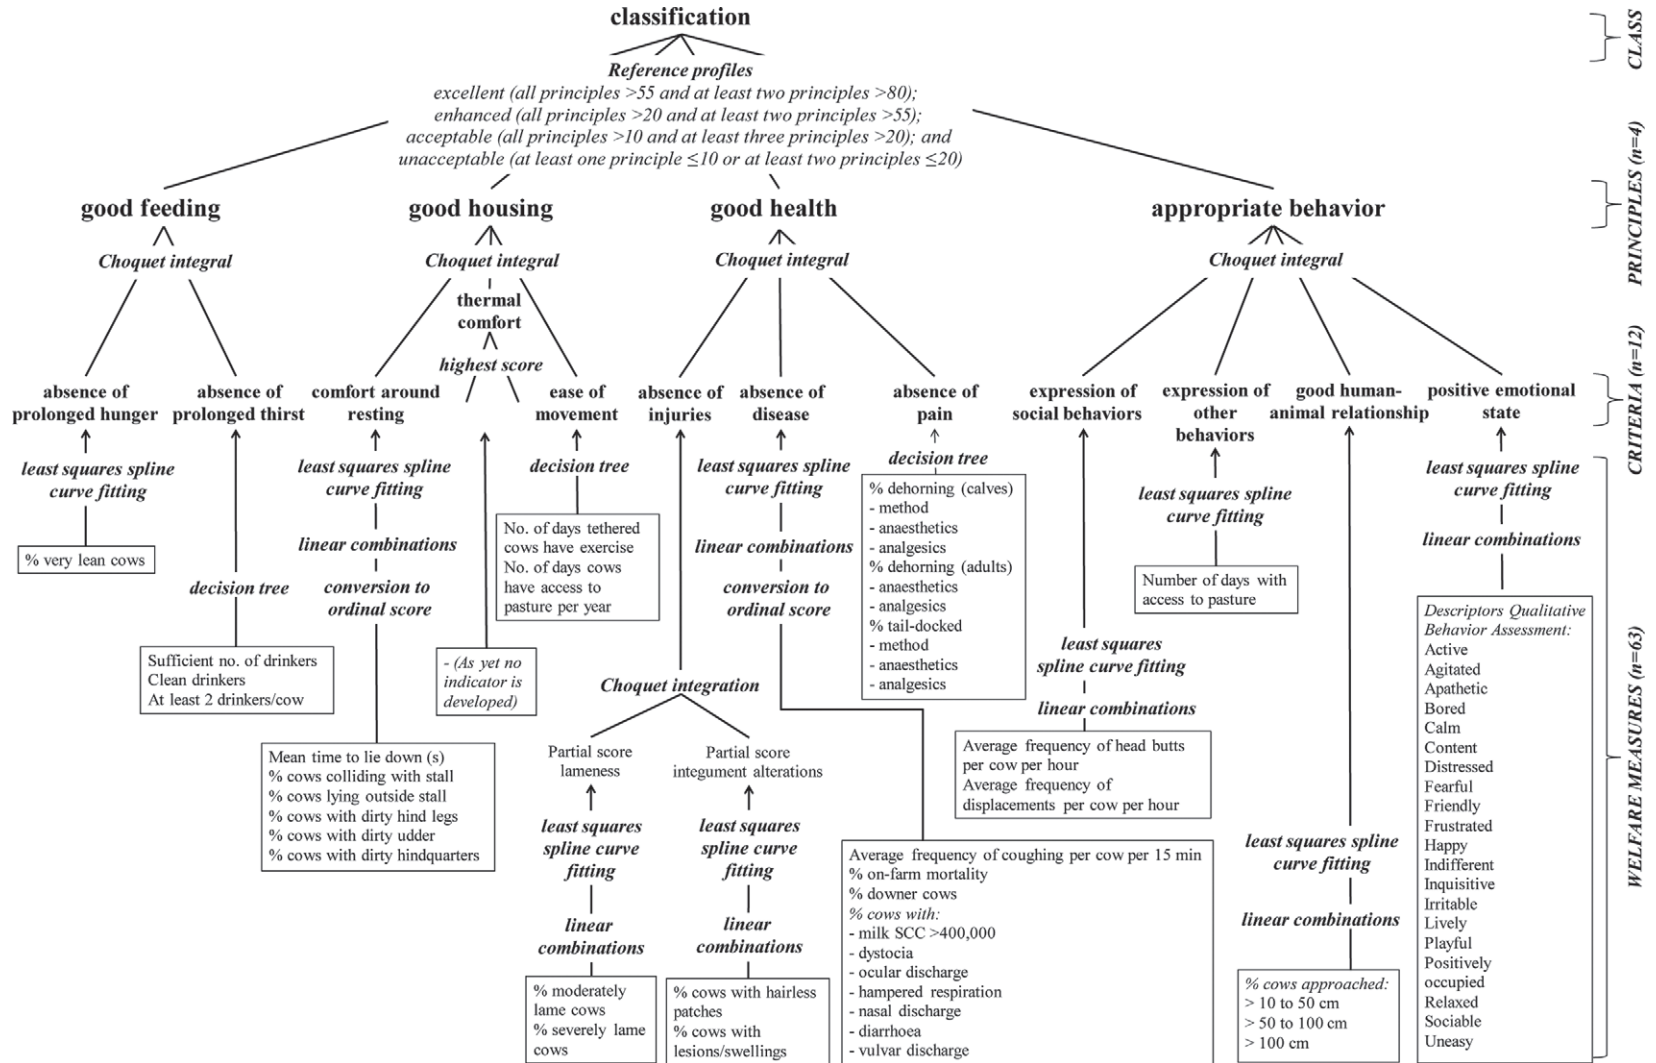 classification
Reference profiles
excellent (all principles >55 and at least two principles >80);
enhanced (all principles >20 and at least two principles >55);
acceptable (all principles >10 and at least three principles >20); and
unacceptable (at least one principle ≤10 or at least two principles ≤20)
CLASS
good feeding
good housing
good health
appropriate behavior
PRINCIPLES (n=4)
Choquet integral
Choquet integral
Choquet integral
Choquet integral
thermal
comfort
highest score
absence of
prolonged hunger
absence of
prolonged thirst
comfort around
resting
ease of
movement
absence of
injuries
absence of
disease
absence of
pain
expression of
social behaviors
expression of
other
behaviors
good human-
animal relationship
positive emotional
state
CRITERIA (n=12)
least squares spline
curve fitting
% very lean cows
decision tree
Sufficient no. of drinkers
Clean drinkers
At least 2 drinkers/cow
least squares spline
curve fitting
linear combinations
conversion to
ordinal score
Mean time to lie down (s)
% cows colliding with stall
% cows lying outside stall
% cows with dirty hind legs
% cows with dirty udder
% cows with dirty hindquarters
- (As yet no
indicator is
developed)
decision tree
No. of days tethered
cows have exercise
No. of days cows
have access to
pasture per year
Choquet integration
Partial score
lameness
least squares
spline curve
fitting
linear
combinations
% moderately
lame cows
% severely lame
cows
Partial score
integument alterations
least squares
spline curve
fitting
linear
combinations
% cows with hairless
patches
% cows with
lesions/swellings
least squares spline
curve fitting
linear combinations
conversion to
ordinal score
Average frequency of coughing per cow per 15 min
% on-farm mortality
% downer cows
% cows with:
- milk SCC >400,000
- dystocia
- ocular discharge
- hampered respiration
- nasal discharge
- diarrhoea
- vulvar discharge
decision tree
% dehorning (calves)
- method
- anaesthetics
- analgesics
% dehorning (adults)
- anaesthetics
- analgesics
% tail-docked
- method
- anaesthetics
- analgesics
least squares
spline curve fitting
linear combinations
Average frequency of head butts
per cow per hour
Average frequency of
displacements per cow per hour
least squares spline
curve fitting
Number of days with
access to pasture
least squares spline
curve fitting
linear combinations
% cows approached:
> 10 to 50 cm
> 50 to 100 cm
> 100 cm
least squares spline
curve fitting
linear combinations
Descriptors Qualitative
Behavior Assessment:
Active
Agitated
Apathetic
Bored
Calm
Content
Distressed
Fearful
Friendly
Frustrated
Happy
Indifferent
Inquisitive
Irritable
Lively
Playful
Positively
occupied
Relaxed
Sociable
Uneasy
WELFARE MEASURES (n=63)